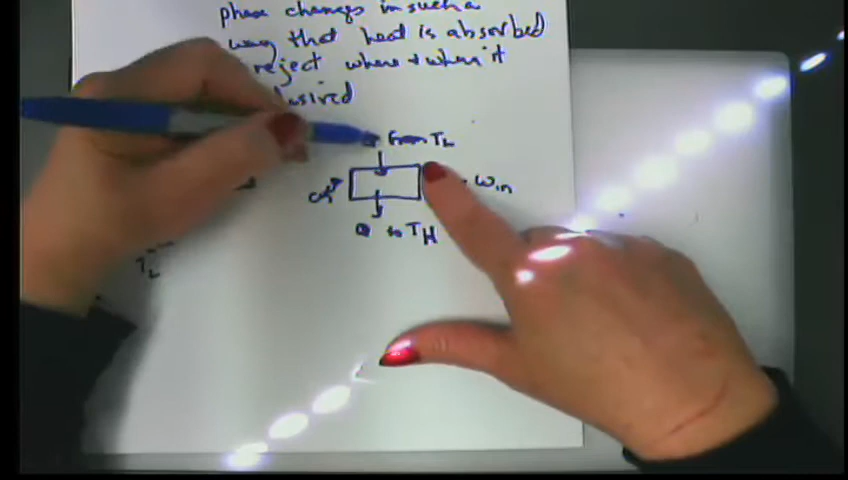 phase changes in such a
way that heat is absorbed
reject where + when it
desired
from TL
Win
Q to TH
TL